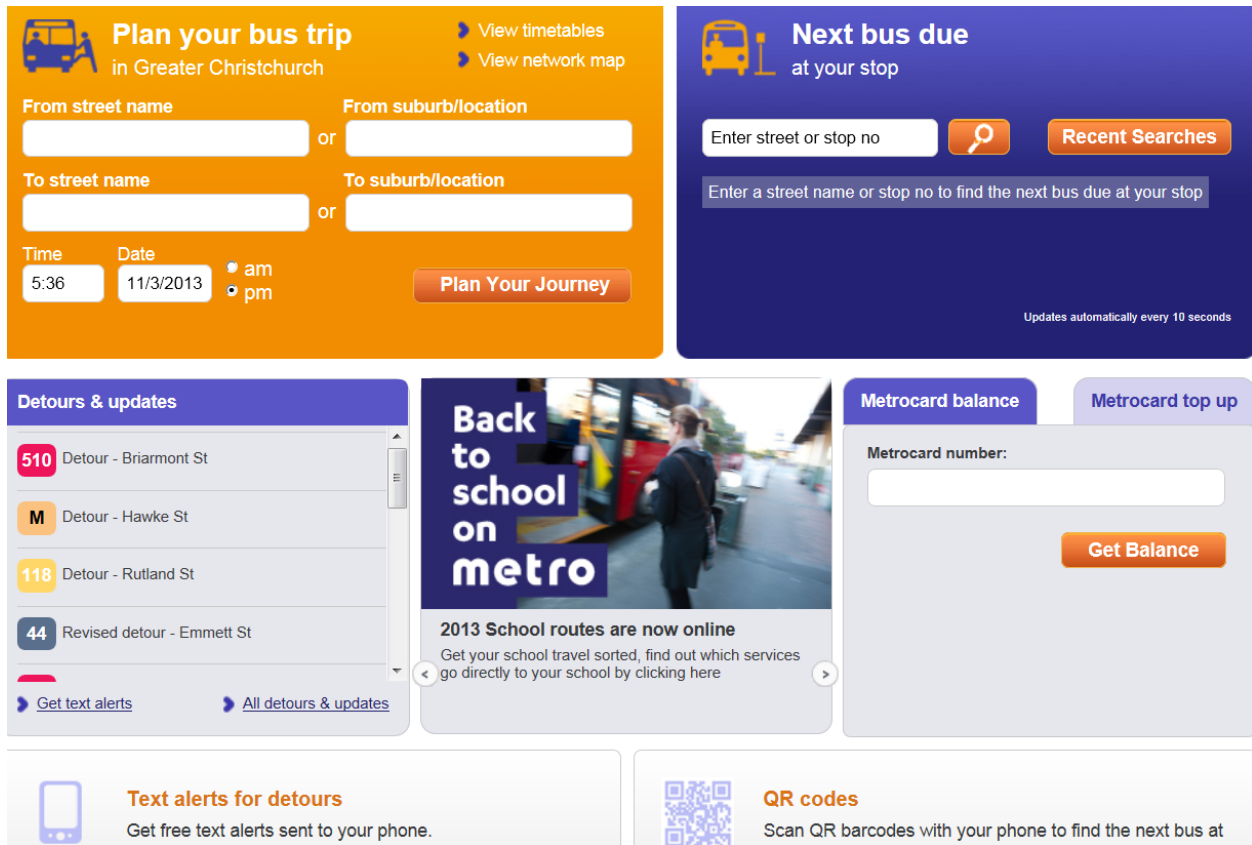 Plan your bus trip
in Greater Christchurch
View timetables
View network map
From street name
From suburb/location
or
To street name
To suburb/location
or
Time
Date
5:36
11/3/2013
am
pm
Plan Your Journey
Next bus due
at your stop
Enter street or stop no
Recent Searches
Enter a street name or stop no to find the next bus due at your stop
Updates automatically every 10 seconds
Detours & updates
510 Detour - Briarmont St
M Detour - Hawke St
118 Detour - Rutland St
44 Revised detour - Emmett St
Get text alerts
All detours & updates
Back
to
school
on
metro
2013 School routes are now online
Get your school travel sorted, find out which services
go directly to your school by clicking here
Metrocard balance
Metrocard top up
Metrocard number:
Get Balance
Text alerts for detours
Get free text alerts sent to your phone.
QR codes
Scan QR barcodes with your phone to find the next bus at